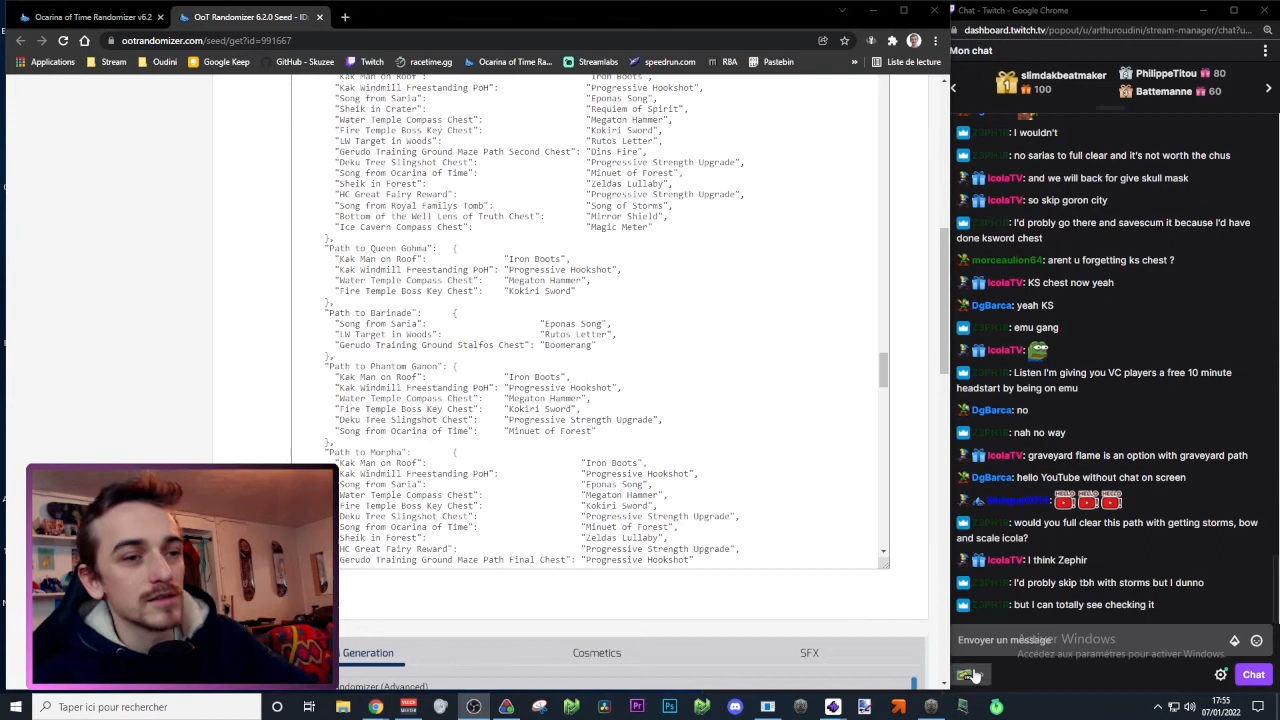 Ocarina of Time Randomizer v6.2
OoT Randomizer 6.2.0 Seed - ID:
ootrandomizer.com/seed/get?id=991667
Applications
Stream
Oudini
Google Keep
Github - Skuzee
Twitch
racetime.gg
Ocarina of Time Ra...
Streamlabs
speedrun.com
RBA
Pastebin
»
Liste de lecture
"Kak Man on Roof": "Iron Boots",
"Kak Windmill Freestanding PoH": "Progressive Hookshot",
"Song from Saria": "Eponas Song",
"Sheik in Crater": "Requiem of Spirit",
"Water Temple Compass Chest": "Megaton Hammer",
"Fire Temple Boss Key Chest": "Kokiri Sword",
"LW Target in Woods": "Rutos Letter",
"Gerudo Training Ground Maze Path Second Chest": "Dins Fire",
"Deku Tree Slingshot Chest": "Progressive Strength Upgrade",
"Song from Ocarina of Time": "Minuet of Forest",
"Sheik in Forest": "Zeldas Lullaby",
"HC Great Fairy Reward": "Progressive Strength Upgrade",
"Song from Royal Familys Tomb": "Song of Storms",
"Bottom of the Well Lens of Truth Chest": "Mirror Shield",
"Ice Cavern Compass Chest": "Magic Meter"
},
"Path to Queen Gohma": {
"Kak Man on Roof": "Iron Boots",
"Kak Windmill Freestanding PoH": "Progressive Hookshot",
"Water Temple Compass Chest": "Megaton Hammer",
"Fire Temple Boss Key Chest": "Kokiri Sword"
},
"Path to Barinade": {
"Song from Saria": "Eponas Song",
"LW Target in Woods": "Rutos Letter",
"Gerudo Training Ground Stalfos Chest": "Boomerang"
},
"Path to Phantom Ganon": {
"Kak Man on Roof": "Iron Boots",
"Kak Windmill Freestanding PoH": "Progressive Hookshot",
"Water Temple Compass Chest": "Megaton Hammer",
"Fire Temple Boss Key Chest": "Kokiri Sword",
"Deku Tree Slingshot Chest": "Progressive Strength Upgrade",
"Song from Ocarina of Time": "Minuet of Forest"
},
"Path to Morpha": {
"Kak Man on Roof": "Iron Boots",
"Kak Windmill Freestanding PoH": "Progressive Hookshot",
"Song from Saria": "Eponas Song",
"Water Temple Compass Chest": "Megaton Hammer",
"Fire Temple Boss Key Chest": "Kokiri Sword",
"Deku Tree Slingshot Chest": "Progressive Strength Upgrade",
"Song from Ocarina of Time": "Minuet of Forest",
"Sheik in Forest": "Zeldas Lullaby",
"HC Great Fairy Reward": "Progressive Strength Upgrade",
"Gerudo Training Ground Maze Path Final Chest": "Progressive Hookshot"
Generation
Cosmetics
SFX
Randomizer (Advanced)
Chat - Twitch - Google Chrome
dashboard.twitch.tv/popout/u/arthuroudini/stream-manager/chat?u...
Mon chat
slimdakbeatmaker
100
PhilippeTitou 80
Battemanne 60
Z3PH1R: I wouldn't
Z3PH1R: no sarias to full clear and it's not worth the chus
IcolaTV: and we will back for give skull mask
IcolaTV: so skip goron city
Z3PH1R: I'd probly go there and savescum it because I'd have
done ksword chest
morceaulion64: arent u forgetting ks chest ?
IcolaTV: KS chest now yeah
DgBarca: yeah KS
Z3PH1R: emu gang
IcolaTV:
Z3PH1R: Listen I'm giving you VC players a free 10 minute
headstart by being on emu
DgBarca: no
Z3PH1R: nah no way
IcolaTV: graveyard flame is an option with graveyard path
DgBarca: hello YouTube without chat on screen
HELLO HELLO HELLO
Z3PH1R: would you full clear this path with getting storms, bow
and scale icola?
IcolaTV: I think Zephir
Z3PH1R: I'd probly skip tbh with storms but I dunno
Z3PH1R: but I can totally see checking it
Envoyer un message
Activer Windows
Accédez aux paramètres pour activer Windows.
Chat
Taper ici pour rechercher
17:55
07/01/2022